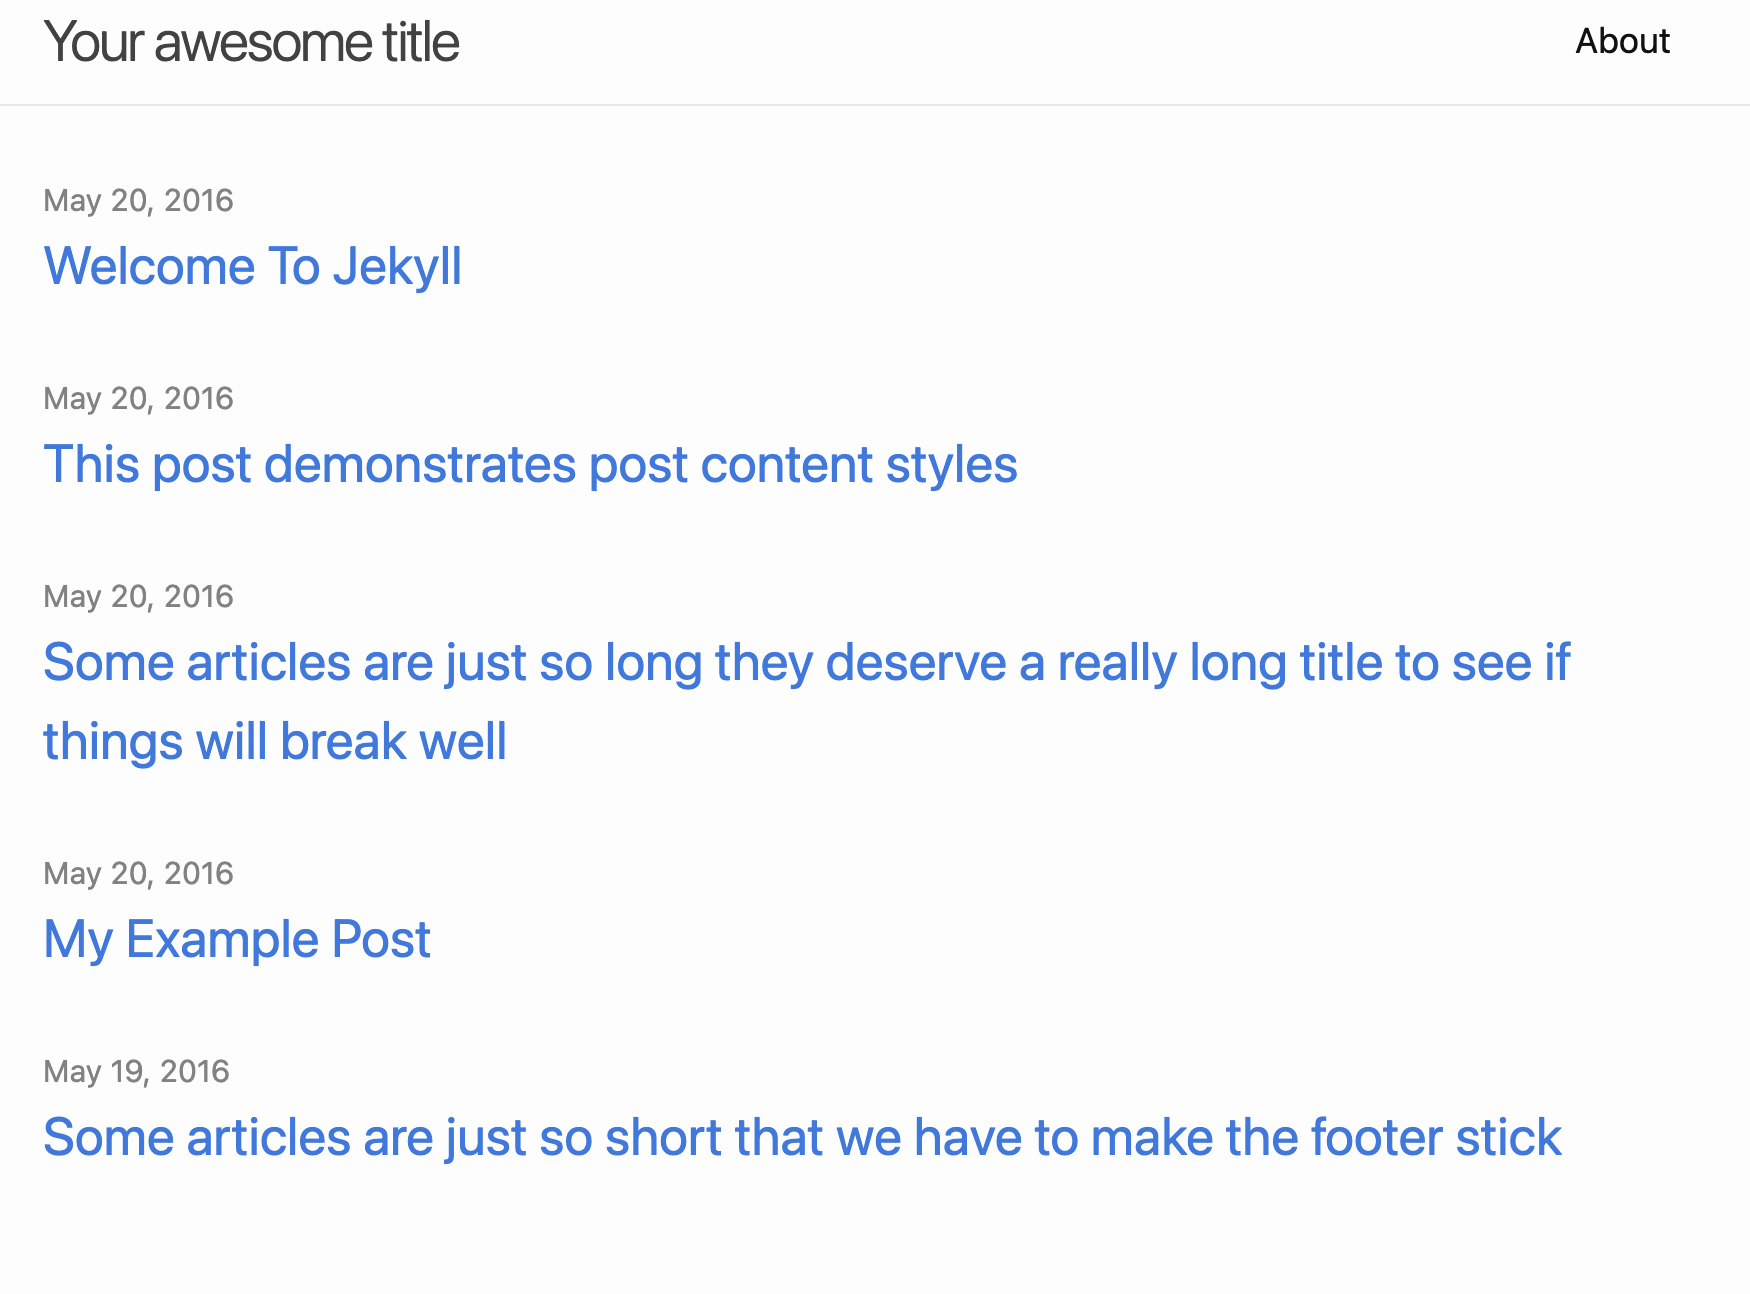 Your awesome title
About
May 20, 2016
Welcome To Jekyll
May 20, 2016
This post demonstrates post content styles
May 20, 2016
Some articles are just so long they deserve a really long title to see if
things will break well
May 20, 2016
My Example Post
May 19, 2016
Some articles are just so short that we have to make the footer stick